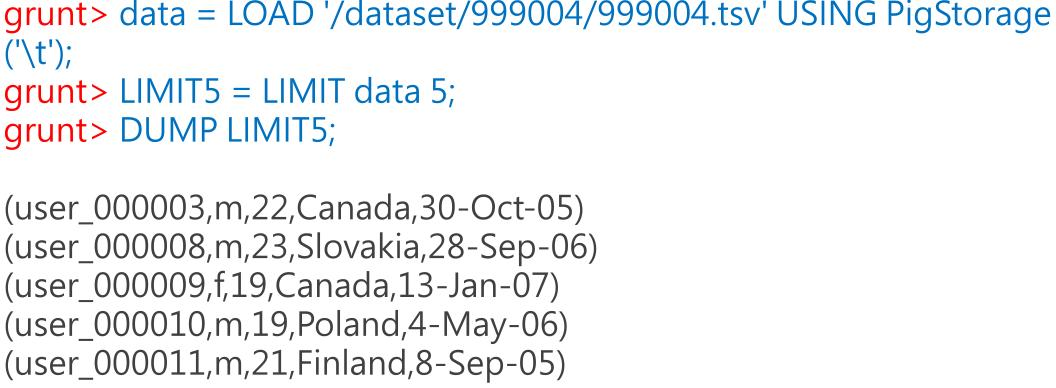 grunt> data = LOAD '/dataset/999004/999004.tsv' USING PigStorage
('\t');
grunt> LIMIT5 = LIMIT data 5;
grunt> DUMP LIMIT5;
(user_000003,m,22,Canada,30-Oct-05)
(user_000008,m,23,Slovakia,28-Sep-06)
(user_000009,f,19,Canada,13-Jan-07)
(user_000010,m,19,Poland,4-May-06)
(user_000011,m,21,Finland,8-Sep-05)